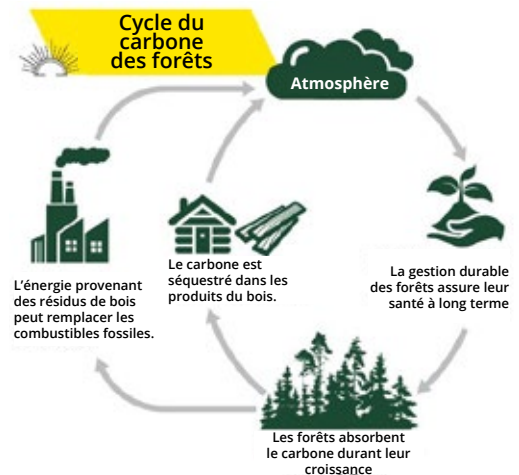 Cycle du
carbone
des forêts
Atmosphère
L'énergie provenant
des résidus de bois
peut remplacer les
combustibles fossiles.
Le carbone est
séquestré dans les
produits du bois.
La gestion durable
des forêts assure leur
santé à long terme
Les forêts absorbent
le carbone durant leur
croissance